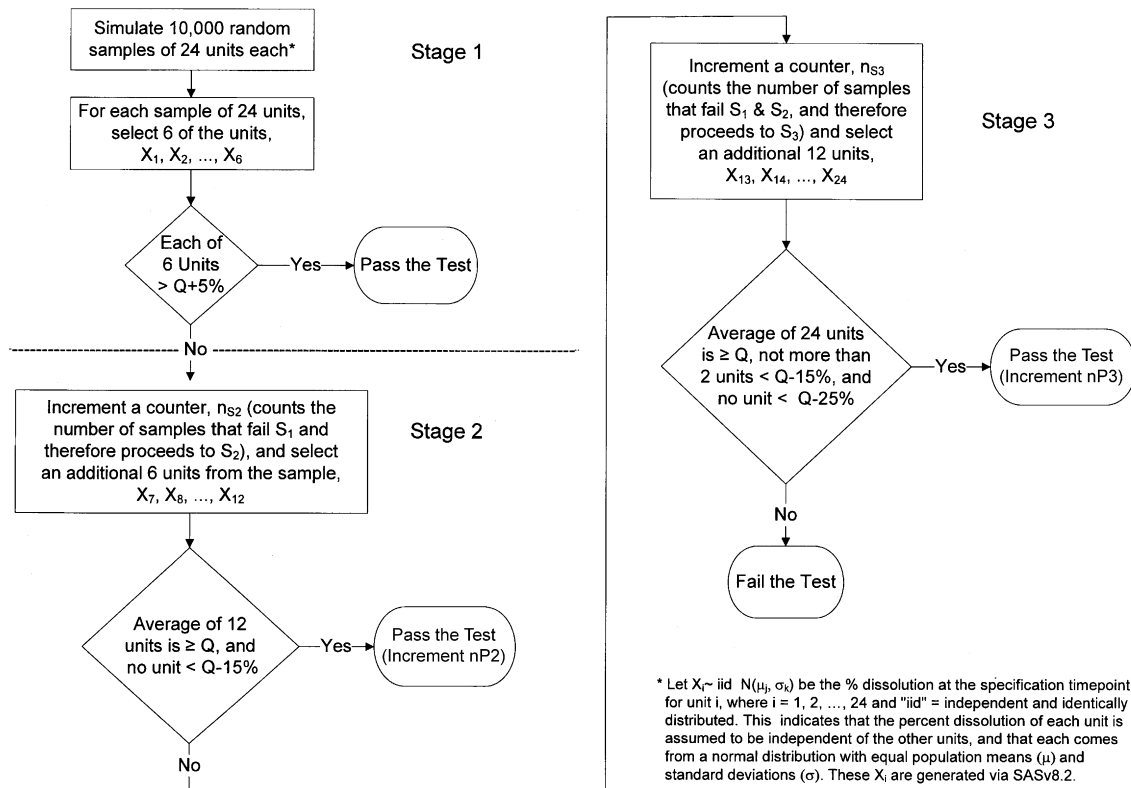 Simulate 10,000 random
samples of 24 units each*
Stage 1
For each sample of 24 units,
select 6 of the units,
X₁, X₂, ..., X₆
Each of
6 Units
> Q+5%
Yes
Pass the Test
No
Increment a counter, nS2 (counts the
number of samples that fail S₁ and
therefore proceeds to S₂), and select
an additional 6 units from the sample,
X₇, X₈, ..., X₁₂
Stage 2
Average of 12
units is ≥ Q, and
no unit < Q-15%
Yes
Pass the Test
(Increment nP2)
No
Increment a counter, nS3
(counts the number of samples
that fail S₁ & S₂, and therefore
proceeds to S₃) and select
an additional 12 units,
X₁₃, X₁₄, ..., X₂₄
Stage 3
Average of 24 units
is ≥ Q, not more than
2 units < Q-15%, and
no unit < Q-25%
Yes
Pass the Test
(Increment nP3)
No
Fail the Test
* Let Xᵢ~ iid N(μⱼ, σₖ) be the % dissolution at the specification timepoint
for unit i, where i = 1, 2, ..., 24 and "iid" = independent and identically
distributed. This indicates that the percent dissolution of each unit is
assumed to be independent of the other units, and that each comes
from a normal distribution with equal population means (μ) and
standard deviations (σ). These Xᵢ are generated via SASv8.2.